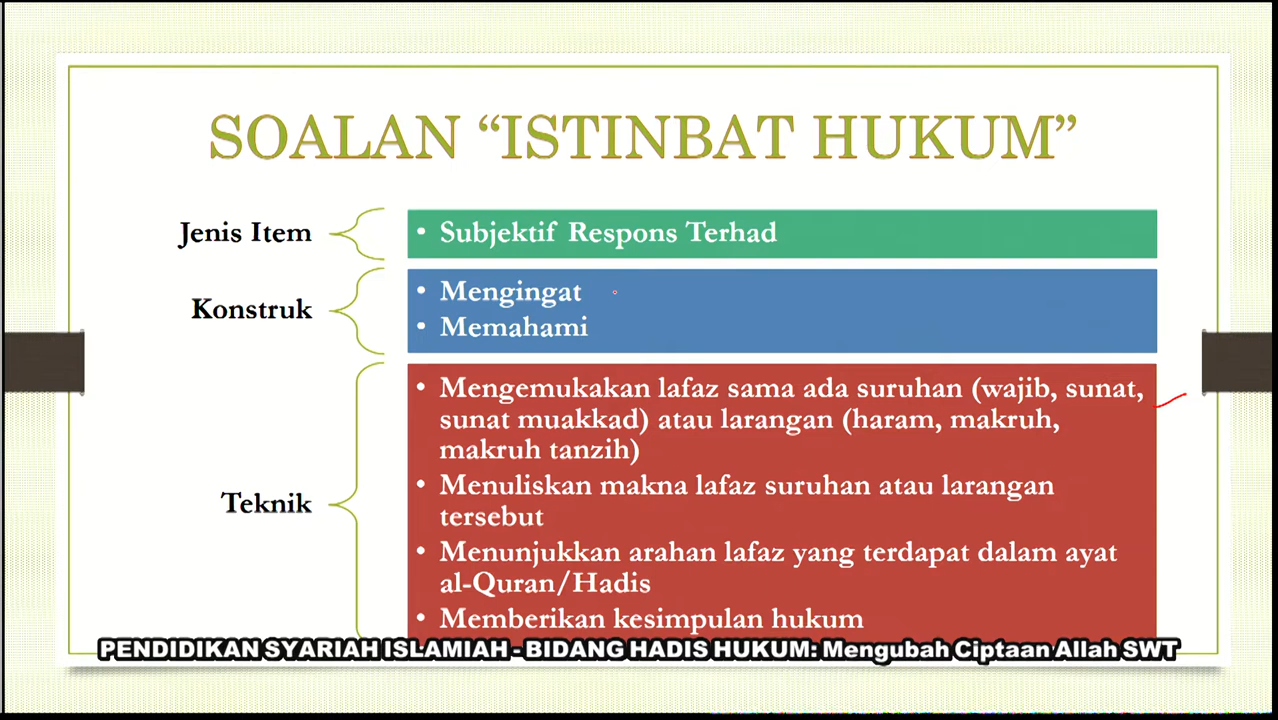 SOALAN “ISTINBAT HUKUM”
Jenis Item
• Subjektif Respons Terhad
Konstruk
• Mengingat
• Memahami
Teknik
• Mengemukakan lafaz sama ada suruhan (wajib, sunat,
sunat muakkad) atau larangan (haram, makruh,
makruh tanzih)
• Menuliskan makna lafaz suruhan atau larangan
tersebut
• Menunjukkan arahan lafaz yang terdapat dalam ayat
al-Quran/Hadis
• Memberikan kesimpulan hukum
PENDIDIKAN SYARIAH ISLAMIAH - BIDANG HADIS HUKUM: Mengubah Ciptaan Allah SWT